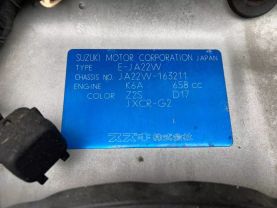 SUZUKI MOTOR CORPORATION JAPAN
TYPE E-JA22W
CHASSIS NO. JA22W-163211
ENGINE K6A 658 cc
COLOR Z2S D17
JXCR-G2
スズキ株式会社